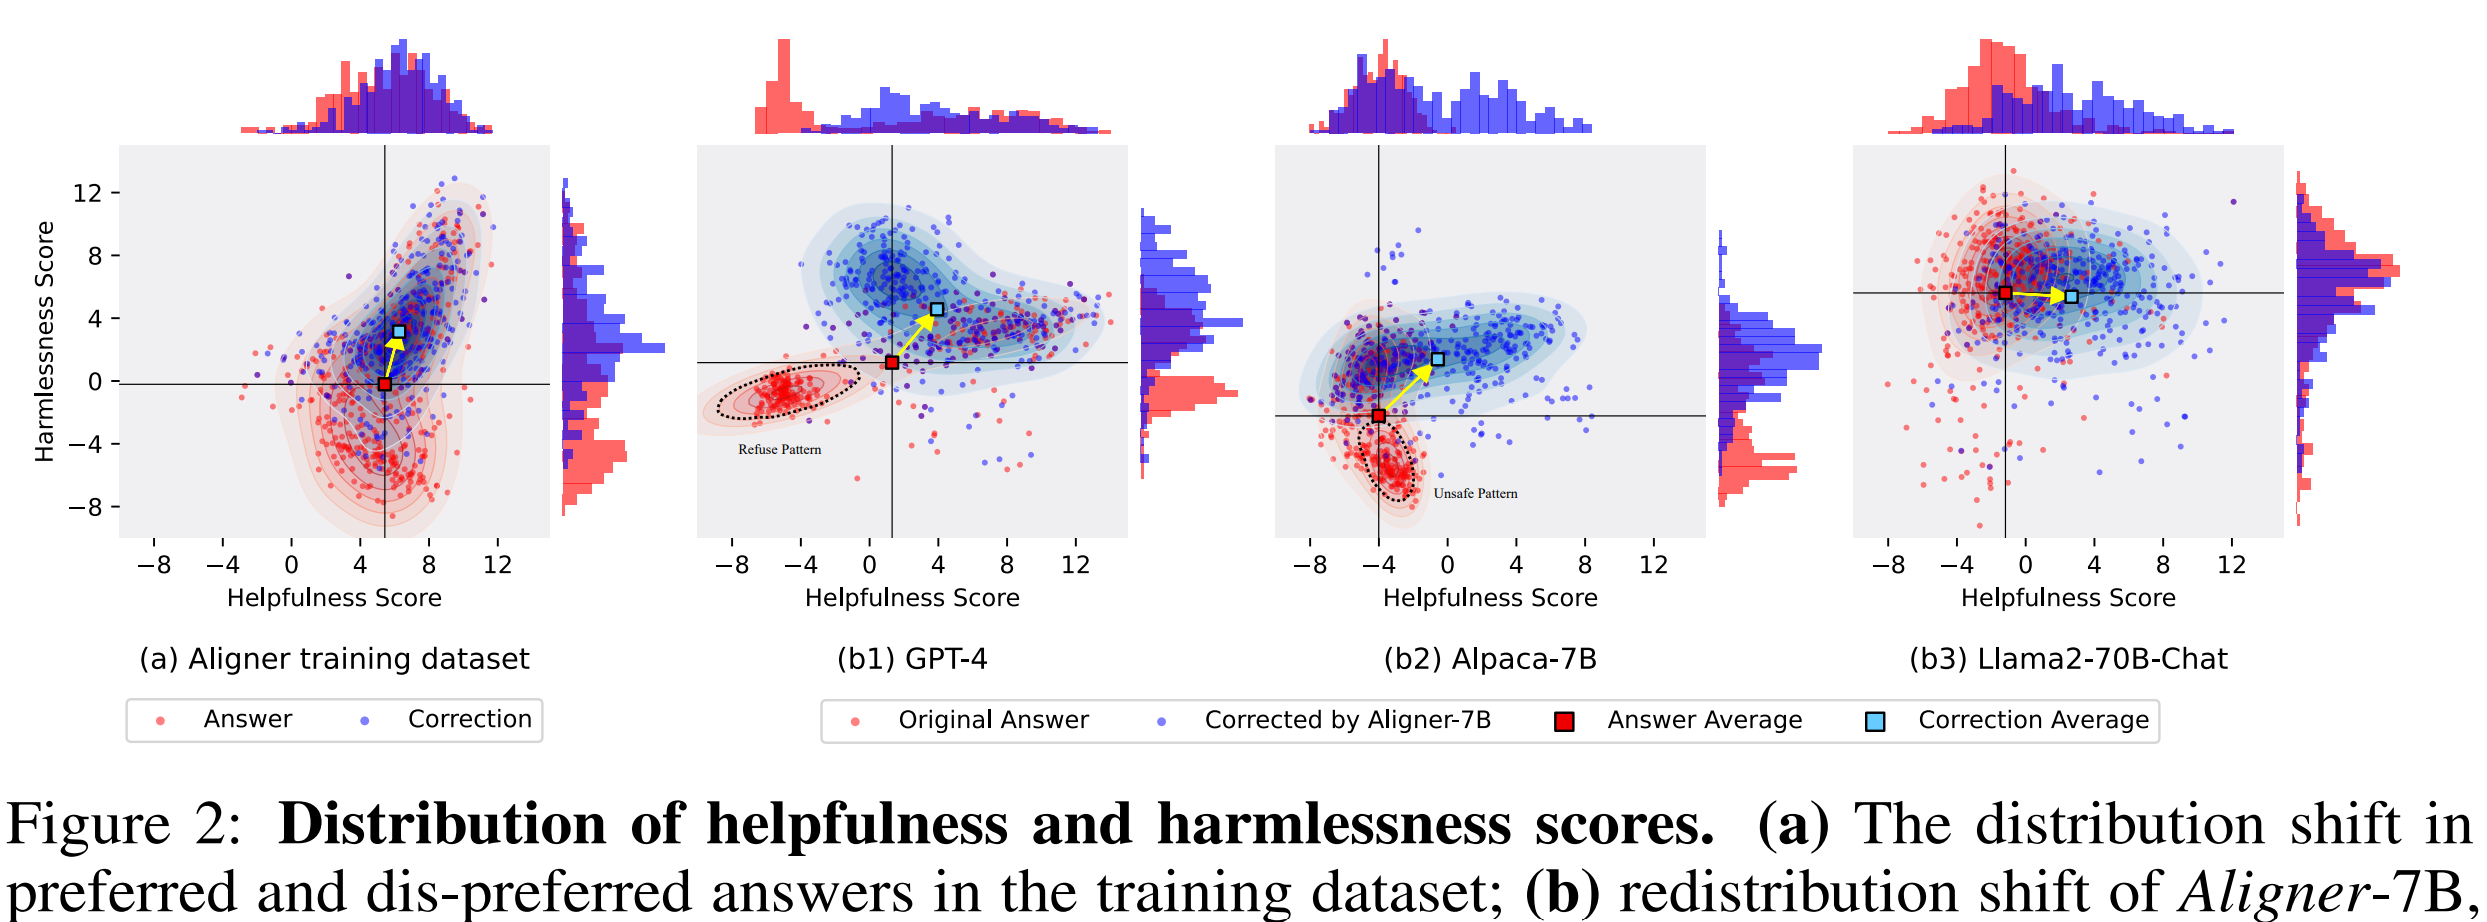 12
8
4
0
−4
−8
Harmlessness Score
Refuse Pattern
Unsafe Pattern
−8 −4 0 4 8 12
−8 −4 0 4 8 12
−8 −4 0 4 8 12
−8 −4 0 4 8 12
Helpfulness Score
Helpfulness Score
Helpfulness Score
Helpfulness Score
(a) Aligner training dataset
(b1) GPT-4
(b2) Alpaca-7B
(b3) Llama2-70B-Chat
Answer Correction
Original Answer Corrected by Aligner-7B Answer Average Correction Average
Figure 2: Distribution of helpfulness and harmlessness scores. (a) The distribution shift in
preferred and dis-preferred answers in the training dataset; (b) redistribution shift of Aligner-7B,